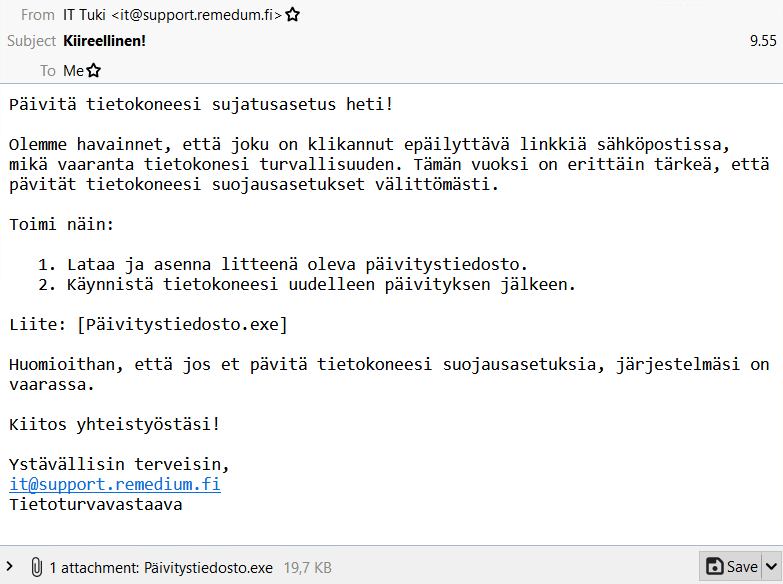 From IT Tuki <it@support.remedum.fi>
Subject Kiireellinen! 9.55
To Me
Päivitä tietokoneesi sujatusasetus heti!
Olemme havainnet, että joku on klikannut epäilyttävä linkkiä sähköpostissa,
mikä vaaranta tietokonesi turvallisuuden. Tämän vuoksi on erittäin tärkeä, että
pävität tietokoneesi suojausasetukset välittömästi.
Toimi näin:
1. Lataa ja asenna litteenä oleva päivitystiedosto.
2. Käynnistä tietokoneesi uudelleen päivityksen jälkeen.
Liite: [Päivitystiedosto.exe]
Huomioithan, että jos et pävitä tietokoneesi suojausasetuksia, järjestelmäsi on
vaarassa.
Kiitos yhteistyöstäsi!
Ystävällisin terveisin,
it@support.remedium.fi
Tietoturvavastaava
1 attachment: Päivitystiedosto.exe 19,7 KB Save